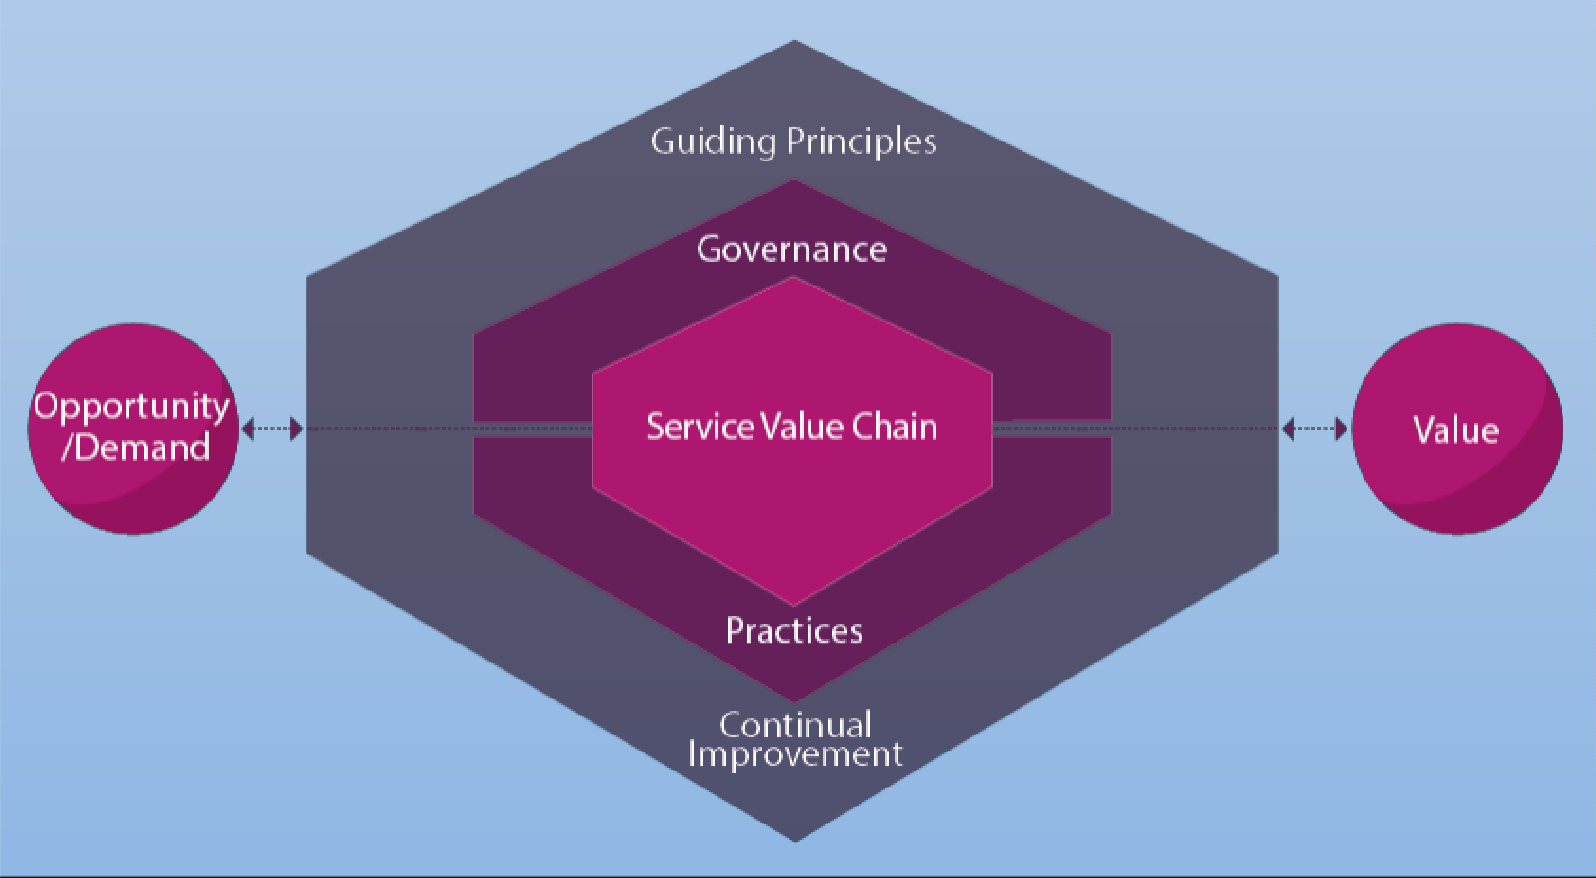 Guiding Principles
Governance
Opportunity
/Demand
Service Value Chain
Value
Practices
Continual
Improvement